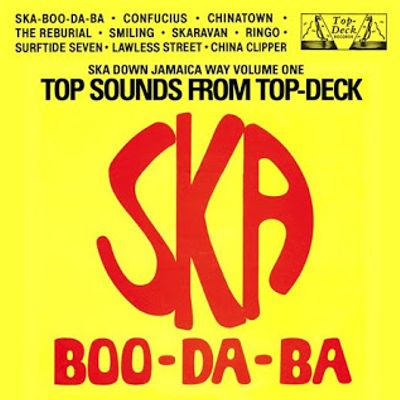 SKA-BOO-DA-BA • CONFUCIUS • CHINATOWN •
THE REBURIAL • SMILING • SKARAVAN • RINGO •
SURFTIDE SEVEN • LAWLESS STREET • CHINA CLIPPER
Top-
Deck
RECORDS
SKA DOWN JAMAICA WAY VOLUME ONE
TOP SOUNDS FROM TOP-DECK
SKA
BOO-DA-BA